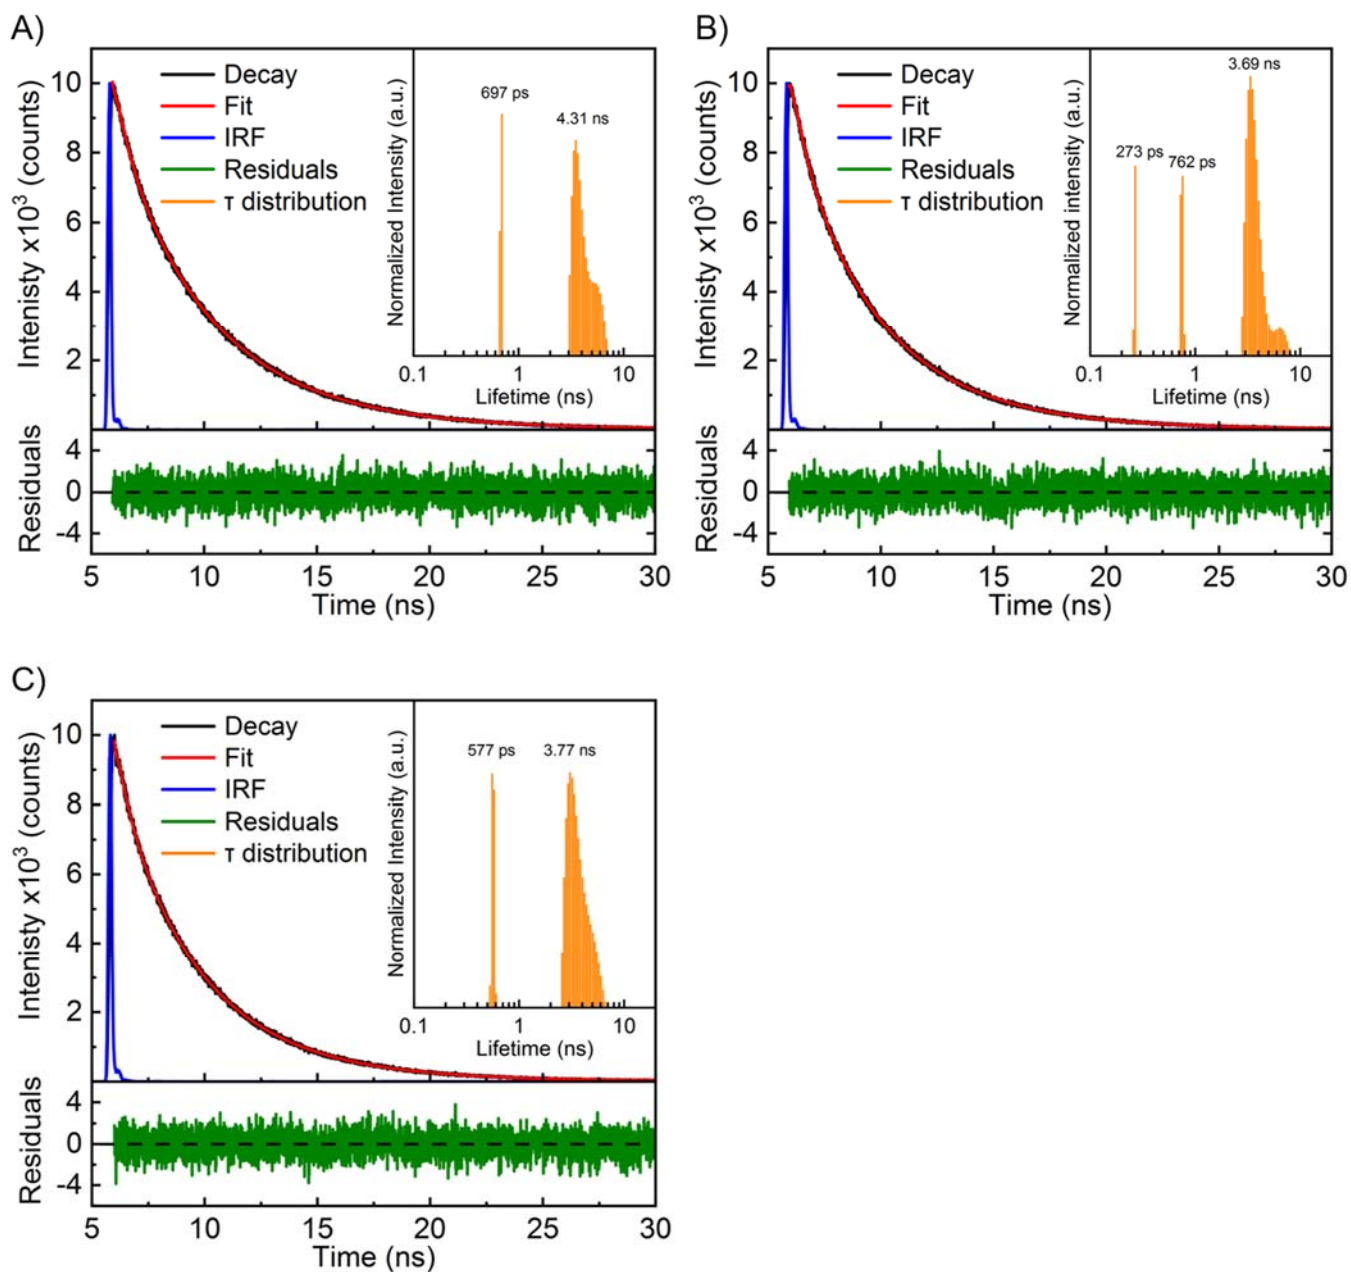 A)
Intenisty x10³ (counts)
10
8
6
4
2
Decay
Fit
IRF
Residuals
τ distribution
Normalized Intensity (a.u.)
697 ps
4.31 ns
0.1
1
10
Lifetime (ns)
Residuals
4
0
-4
5
10
15
20
25
30
Time (ns)
B)
Intenisty x10³ (counts)
10
8
6
4
2
Decay
Fit
IRF
Residuals
τ distribution
Normalized intensity (a.u.)
273 ps
762 ps
3.69 ns
0.1
1
10
Lifetime (ns)
Residuals
4
0
-4
5
10
15
20
25
30
Time (ns)
C)
Intenisty x10³ (counts)
10
8
6
4
2
Decay
Fit
IRF
Residuals
τ distribution
Normalized Intensity (a.u.)
577 ps
3.77 ns
0.1
1
10
Lifetime (ns)
Residuals
4
0
-4
5
10
15
20
25
30
Time (ns)